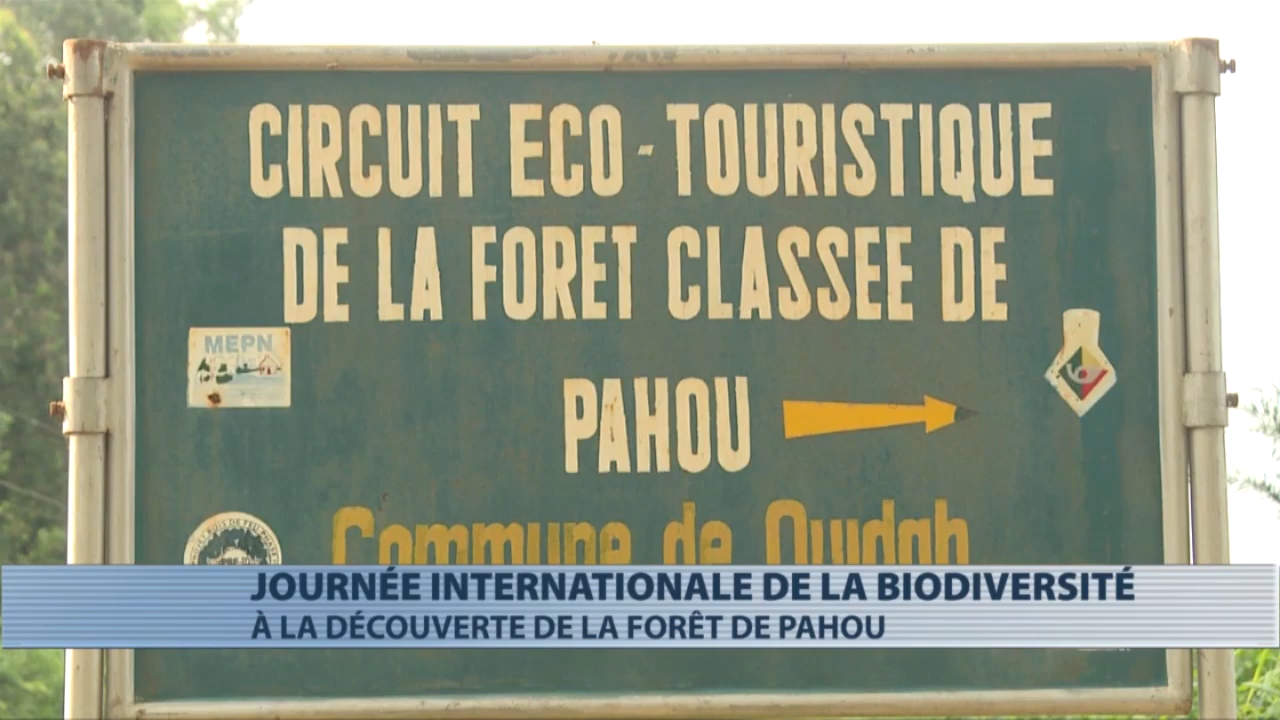 CIRCUIT ECO - TOURISTIQUE
DE LA FORET CLASSEE DE
MEPN
PAHOU
Commune de Ouidah
JOURNÉE INTERNATIONALE DE LA BIODIVERSITÉ
À LA DÉCOUVERTE DE LA FORÊT DE PAHOU